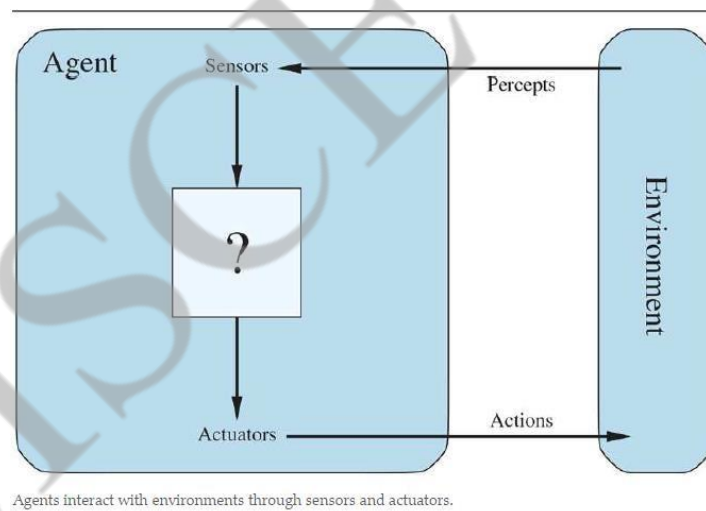 Agent
Sensors
Percepts
?
Environment
Actuators
Actions
Agents interact with environments through sensors and actuators.